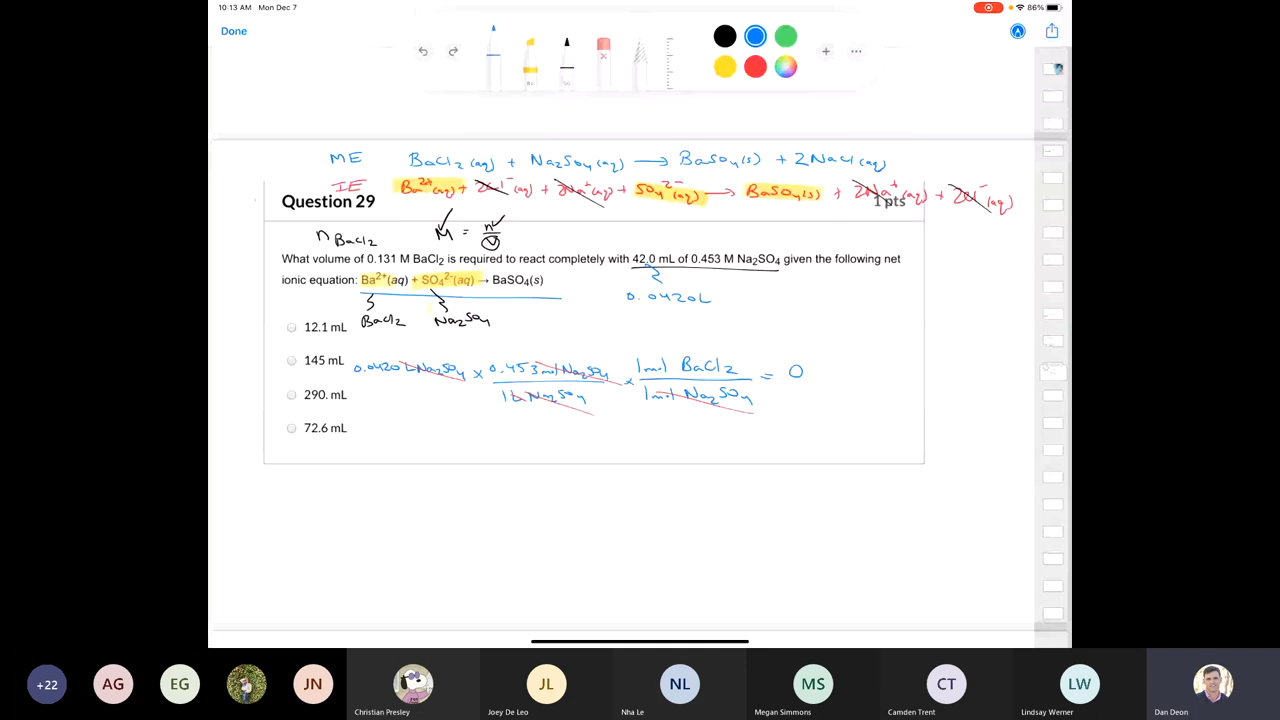 10:13 AM Mon Dec 7
86%
Done
ME BaCl2 (aq) + Na2SO4 (aq) → BaSO4(s) + 2NaCl(aq)
IE Ba2+(aq) + 2Cl-(aq) + 2Na+(aq) + SO4 2-(aq) → BaSO4(s) + 2Na+(aq) + 2Cl-(aq)
Question 29
1 pts
n BaCl2 M = n/V
What volume of 0.131 M BaCl2 is required to react completely with 42.0 mL of 0.453 M Na2SO4 given the following net
ionic equation: Ba2+(aq) + SO42-(aq) → BaSO4(s)
0.0420L
BaCl2 Na2SO4
12.1 mL
145 mL
290. mL
72.6 mL
0.0420 L Na2SO4 × 0.453 mol Na2SO4 / 1L Na2SO4 × 1 mol BaCl2 / 1 mol Na2SO4 = 0
+22 AG EG JN JL NL MS CT LW
Christian Presley Joey De Leo Nha Le Megan Simmons Camden Trent Lindsay Werner Dan Deon